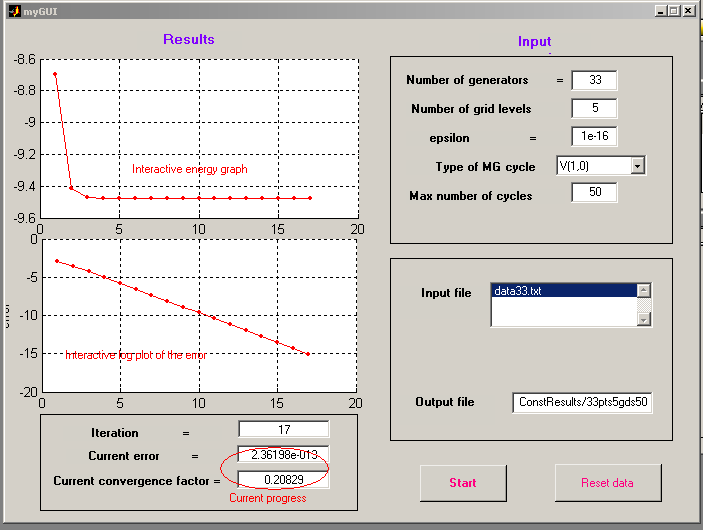 myGUI
Results
-8.6
-8.8
-9
-9.2
-9.4
-9.6
Interactive energy graph
0 5 10 15 20
0
-5
-10
-15
-20
error
Interactive log plot of the error
0 5 10 15 20
Iteration = 17
Current error = 2.36198e-013
Current convergence factor = 0.20829
Current progress
Input
Number of generators = 33
Number of grid levels 5
epsilon = 1e-16
Type of MG cycle V(1,0)
Max number of cycles 50
Input file data33.txt
Output file ConstResults/33pts5gds50
Start Reset data